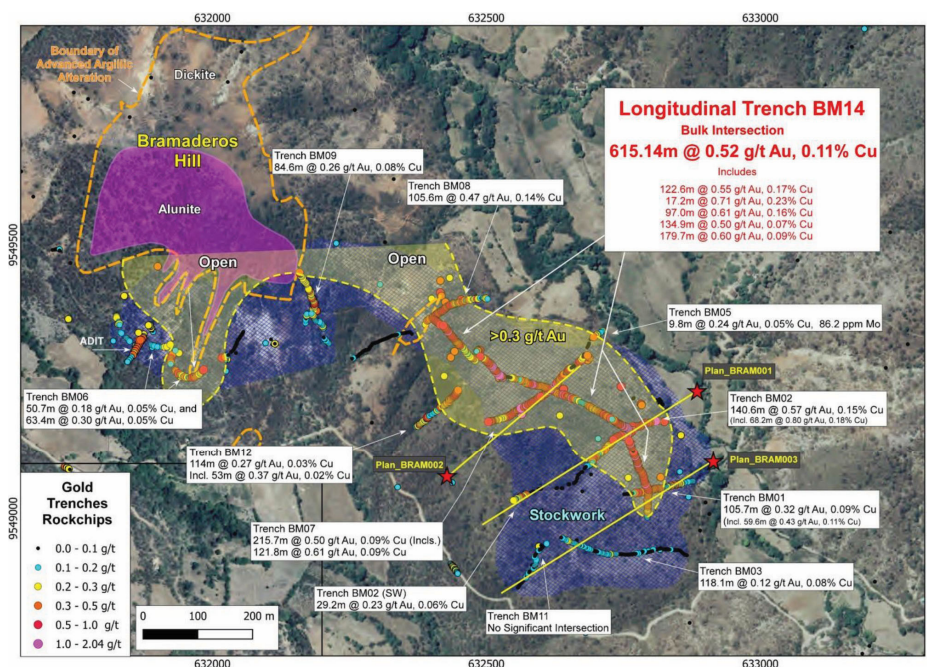 632000
632500
633000
Boundary of
Advanced Argillic
Alteration
Dickite
Bramaderos
Hill
Alunite
Open
Open
Trench BM09
84.6m @ 0.26 g/t Au, 0.08% Cu
Trench BM08
105.6m @ 0.47 g/t Au, 0.14% Cu
Longitudinal Trench BM14
Bulk Intersection
615.14m @ 0.52 g/t Au, 0.11% Cu
Includes
122.6m @ 0.55 g/t Au, 0.17% Cu
17.2m @ 0.71 g/t Au, 0.23% Cu
97.0m @ 0.61 g/t Au, 0.16% Cu
134.9m @ 0.50 g/t Au, 0.07% Cu
179.7m @ 0.60 g/t Au, 0.09% Cu
9549500
ADIT
>0.3 g/t Au
Trench BM05
9.8m @ 0.24 g/t Au, 0.05% Cu, 86.2 ppm Mo
Plan_BRAM001
Trench BM06
50.7m @ 0.18 g/t Au, 0.05% Cu, and
63.4m @ 0.30 g/t Au, 0.05% Cu
Trench BM02
140.6m @ 0.57 g/t Au, 0.15% Cu
(Incl. 68.2m @ 0.80 g/t Au, 0.18% Cu)
Trench BM12
114m @ 0.27 g/t Au, 0.03% Cu
Incl. 53m @ 0.37 g/t Au, 0.02% Cu
Plan_BRAM002
Plan_BRAM003
9549000
Trench BM01
105.7m @ 0.32 g/t Au, 0.09% Cu
(Incl. 59.6m @ 0.43 g/t Au, 0.11% Cu)
Stockwork
Trench BM07
215.7m @ 0.50 g/t Au, 0.09% Cu (Incls.)
121.8m @ 0.61 g/t Au, 0.09% Cu
Trench BM03
118.1m @ 0.12 g/t Au, 0.08% Cu
Trench BM02 (SW)
29.2m @ 0.23 g/t Au, 0.06% Cu
Trench BM11
No Significant Intersection
Gold
Trenches
Rockchips
0.0 - 0.1 g/t
0.1 - 0.2 g/t
0.2 - 0.3 g/t
0.3 - 0.5 g/t
0.5 - 1.0 g/t
1.0 - 2.04 g/t
0 100 200 m
632000
632500
633000